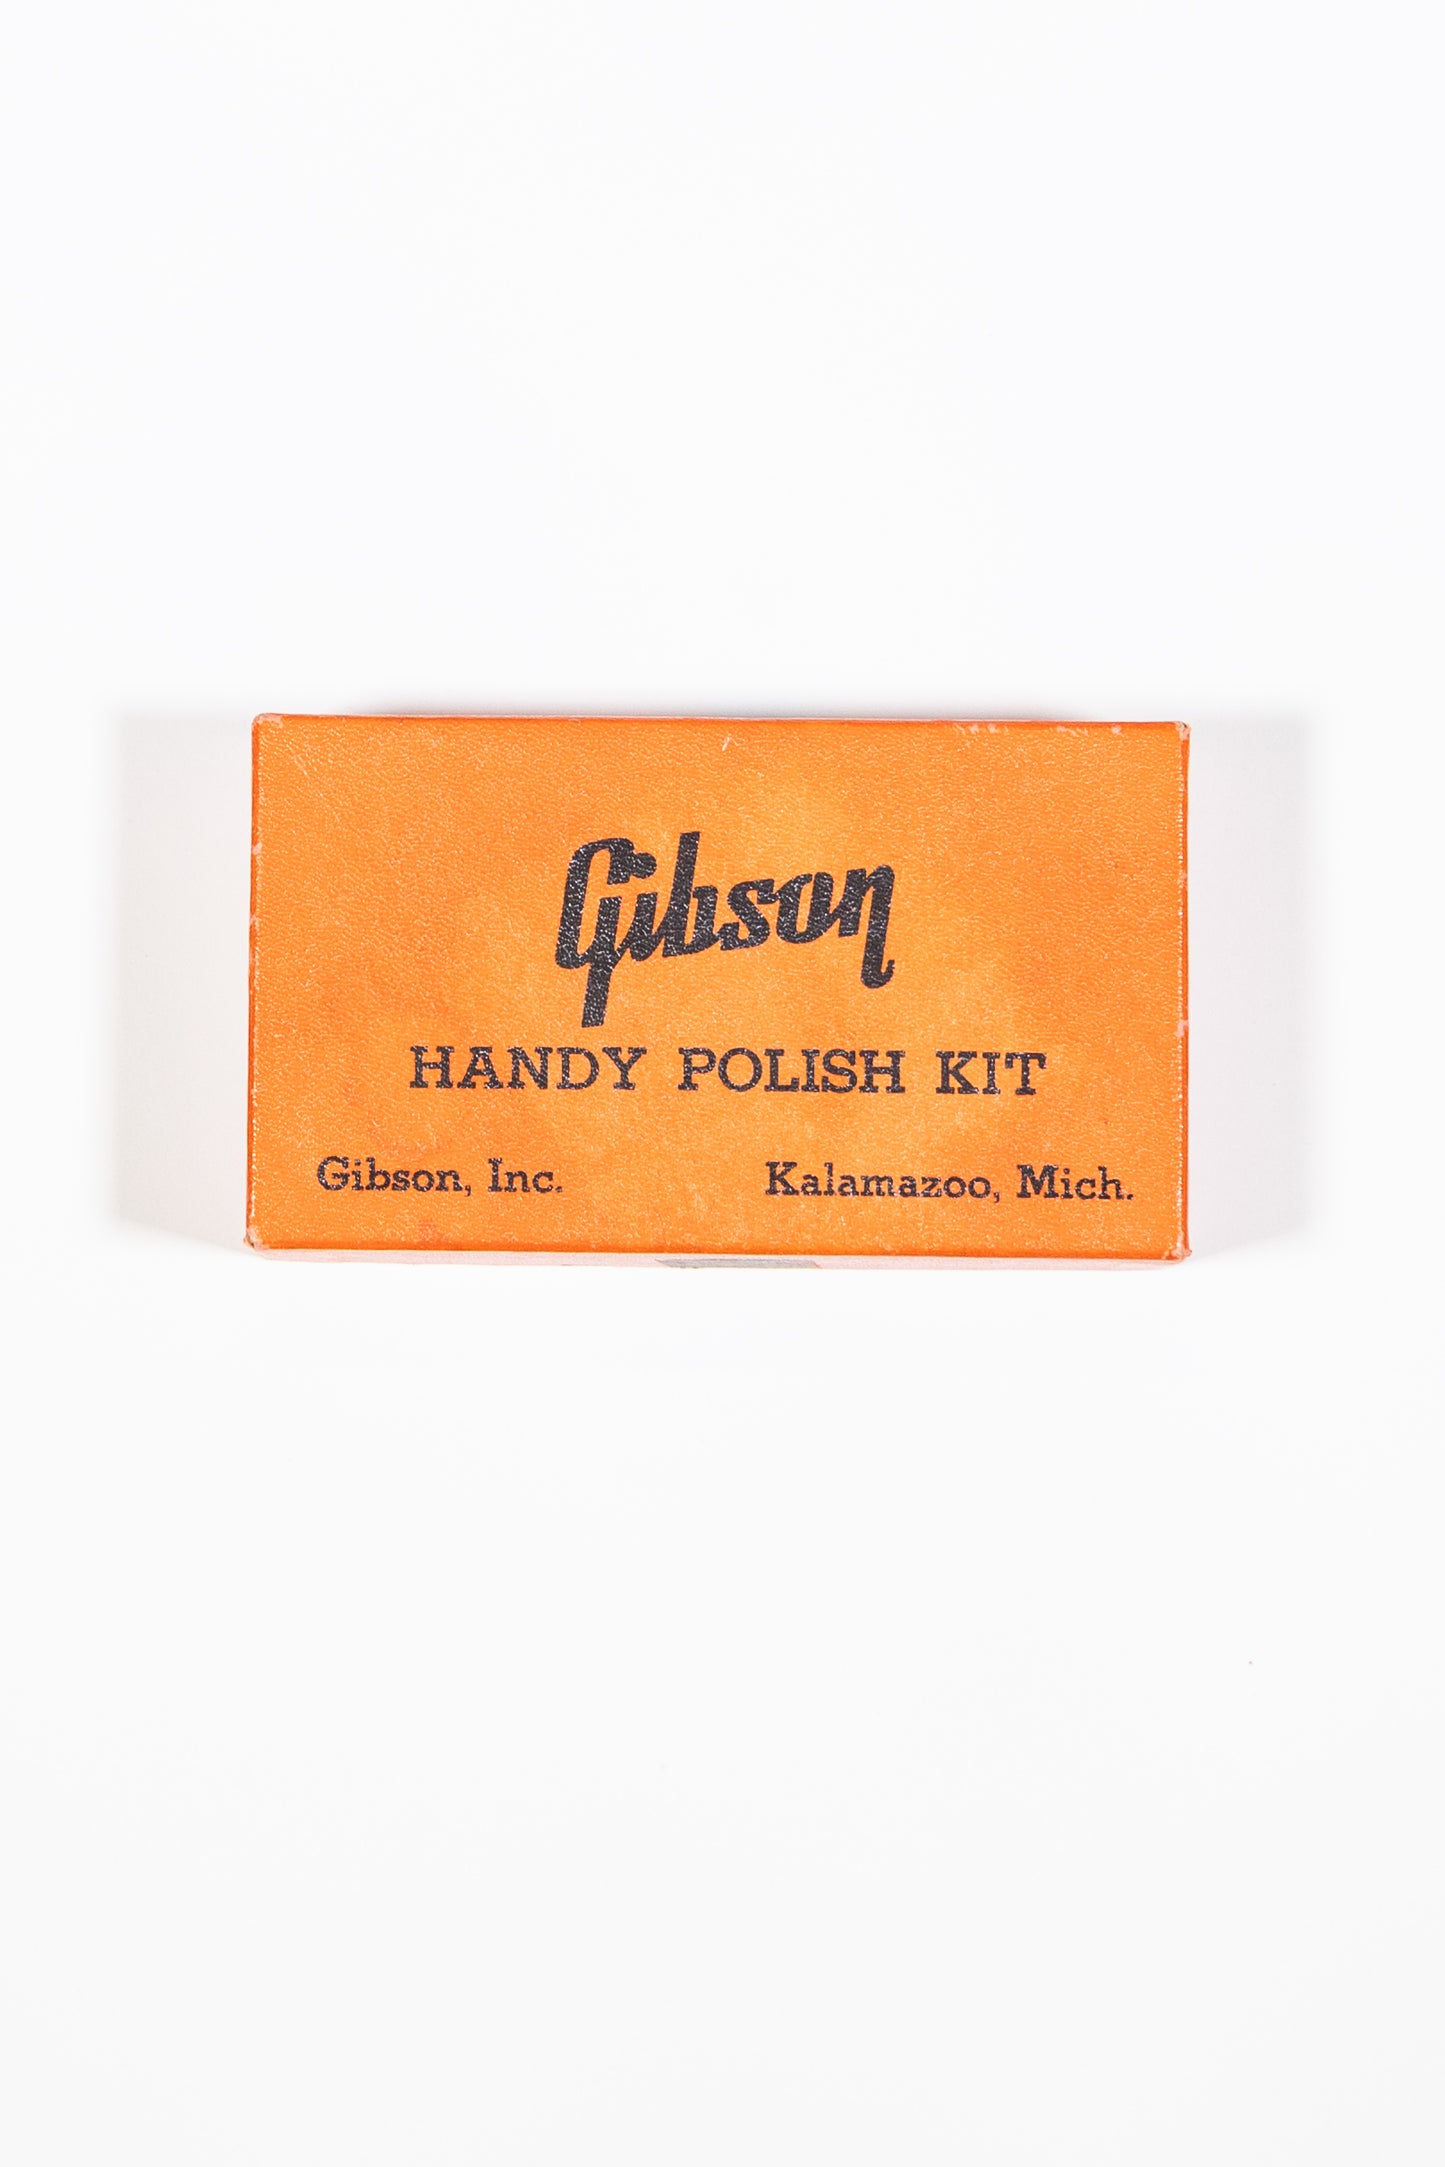 Gibson
HANDY POLISH KIT
Gibson, Inc. Kalamazoo, Mich.